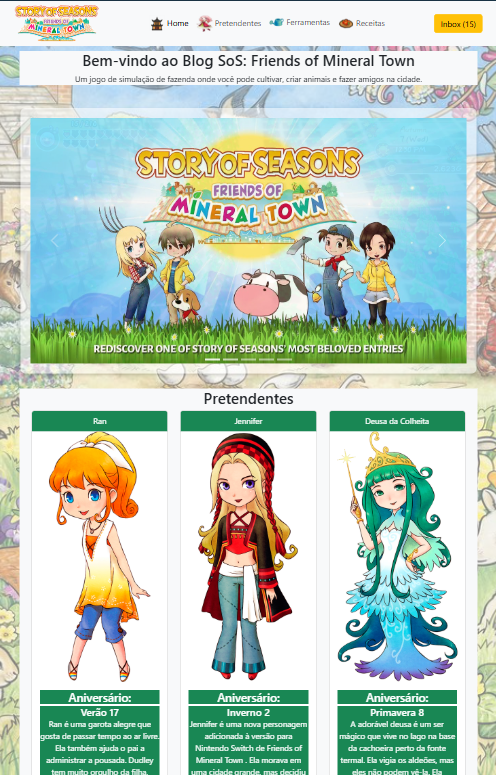 STORY OF SEASONS
FRIENDS OF
MINERAL TOWN
Home
Pretendentes
Ferramentas
Receitas
Inbox (15)
Bem-vindo ao Blog SoS: Friends of Mineral Town
Um jogo de simulação de fazenda onde você pode cultivar, criar animais e fazer amigos na cidade.
STORY OF SEASONS
FRIENDS OF
MINERAL TOWN
REDISCOVER ONE OF STORY OF SEASONS' MOST BELOVED ENTRIES
Pretendentes
Ran
Aniversário:
Verão 17
Ran é uma garota alegre que
gosta de passar tempo ao ar livre.
Ela também ajuda o pai a
administrar a pousada. Dudley
tem muito orgulho da filha,
Jennifer
Aniversário:
Inverno 2
Jennifer é uma nova personagem
adicionada à versão para
Nintendo Switch de Friends of
Mineral Town . Ela morava em
uma cidade grande, mas decidiu
Deusa da Colheita
Aniversário:
Primavera 8
A adorável deusa é um ser
mágico que vive no lago na base
da cachoeira perto da fonte
termal. Ela vigia os aldeões, mas
eles não podem vê-la. Ela